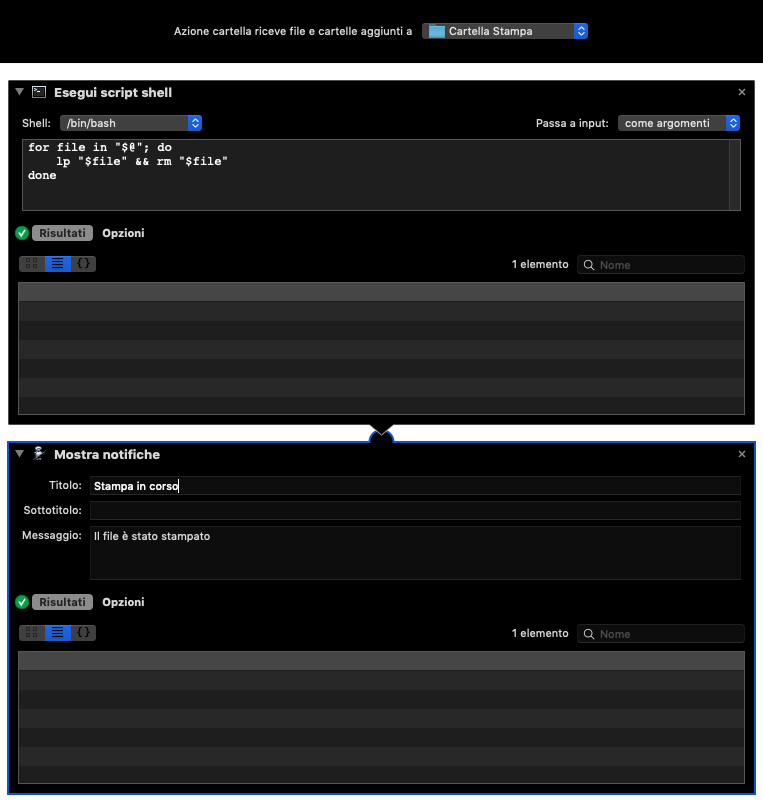 Azione cartella riceve file e cartelle aggiunti a Cartella Stampa
Esegui script shell
Shell: /bin/bash Passa a input: come argomenti
for file in "$@"; do
    lp "$file" && rm "$file"
done
Risultati Opzioni
1 elemento Nome
Mostra notifiche
Titolo: Stampa in corso
Sottotitolo:
Messaggio: Il file è stato stampato
Risultati Opzioni
1 elemento Nome